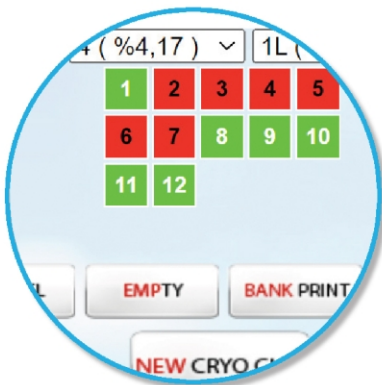 4 ( %4,17 ) 1L (
1 2 3 4 5
6 7 8 9 10
11 12
EMPTY BANK PRINT
NEW CRYO